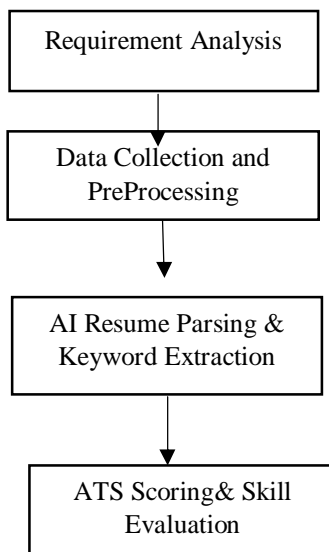 Requirement Analysis
Data Collection and
PreProcessing
AI Resume Parsing &
Keyword Extraction
ATS Scoring& Skill
Evaluation